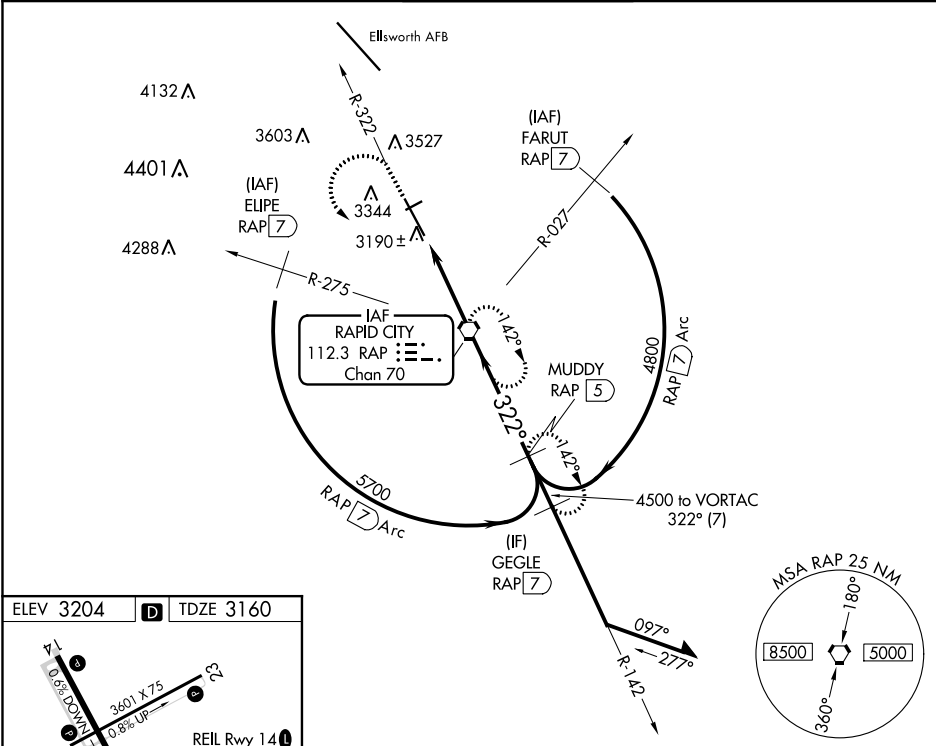 Ellsworth AFB
4132
R-322
3603
3527
(IAF)
FARUT
RAP 7
4401
(IAF)
ELIPE
RAP 7
3344
3190 ±
R-027
4288
R-275
IAF
RAPID CITY
112.3 RAP
Chan 70
142°
MUDDY
RAP 5
4800
RAP 7 Arc
322°
142°
5700
RAP 7 Arc
4500 to VORTAC
322° (7)
(IF)
GEGLE
RAP 7
MSA RAP 25 NM
180°
8500
5000
360°
097°
277°
R-142
ELEV 3204
D
TDZE 3160
14
P
0.6% DOWN
3601 X 75
23
P
0.8% UP
P
REIL Rwy 14 L